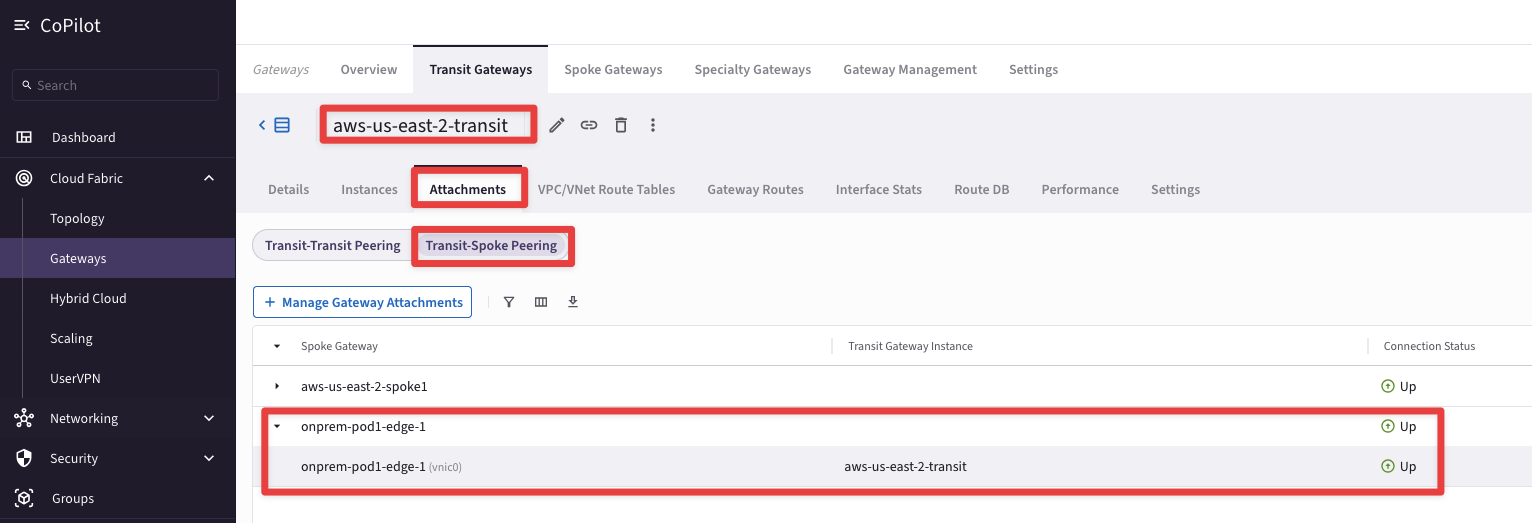 CoPilot
Search
Dashboard
Cloud Fabric
Topology
Gateways
Hybrid Cloud
Scaling
UserVPN
Networking
Security
Groups
Gateways Overview Transit Gateways Spoke Gateways Specialty Gateways Gateway Management Settings
aws-us-east-2-transit
Details Instances Attachments VPC/VNet Route Tables Gateway Routes Interface Stats Route DB Performance Settings
Transit-Transit Peering Transit-Spoke Peering
+ Manage Gateway Attachments
Spoke Gateway Transit Gateway Instance Connection Status
aws-us-east-2-spoke1 Up
onprem-pod1-edge-1 Up
onprem-pod1-edge-1 (vnic0) aws-us-east-2-transit Up